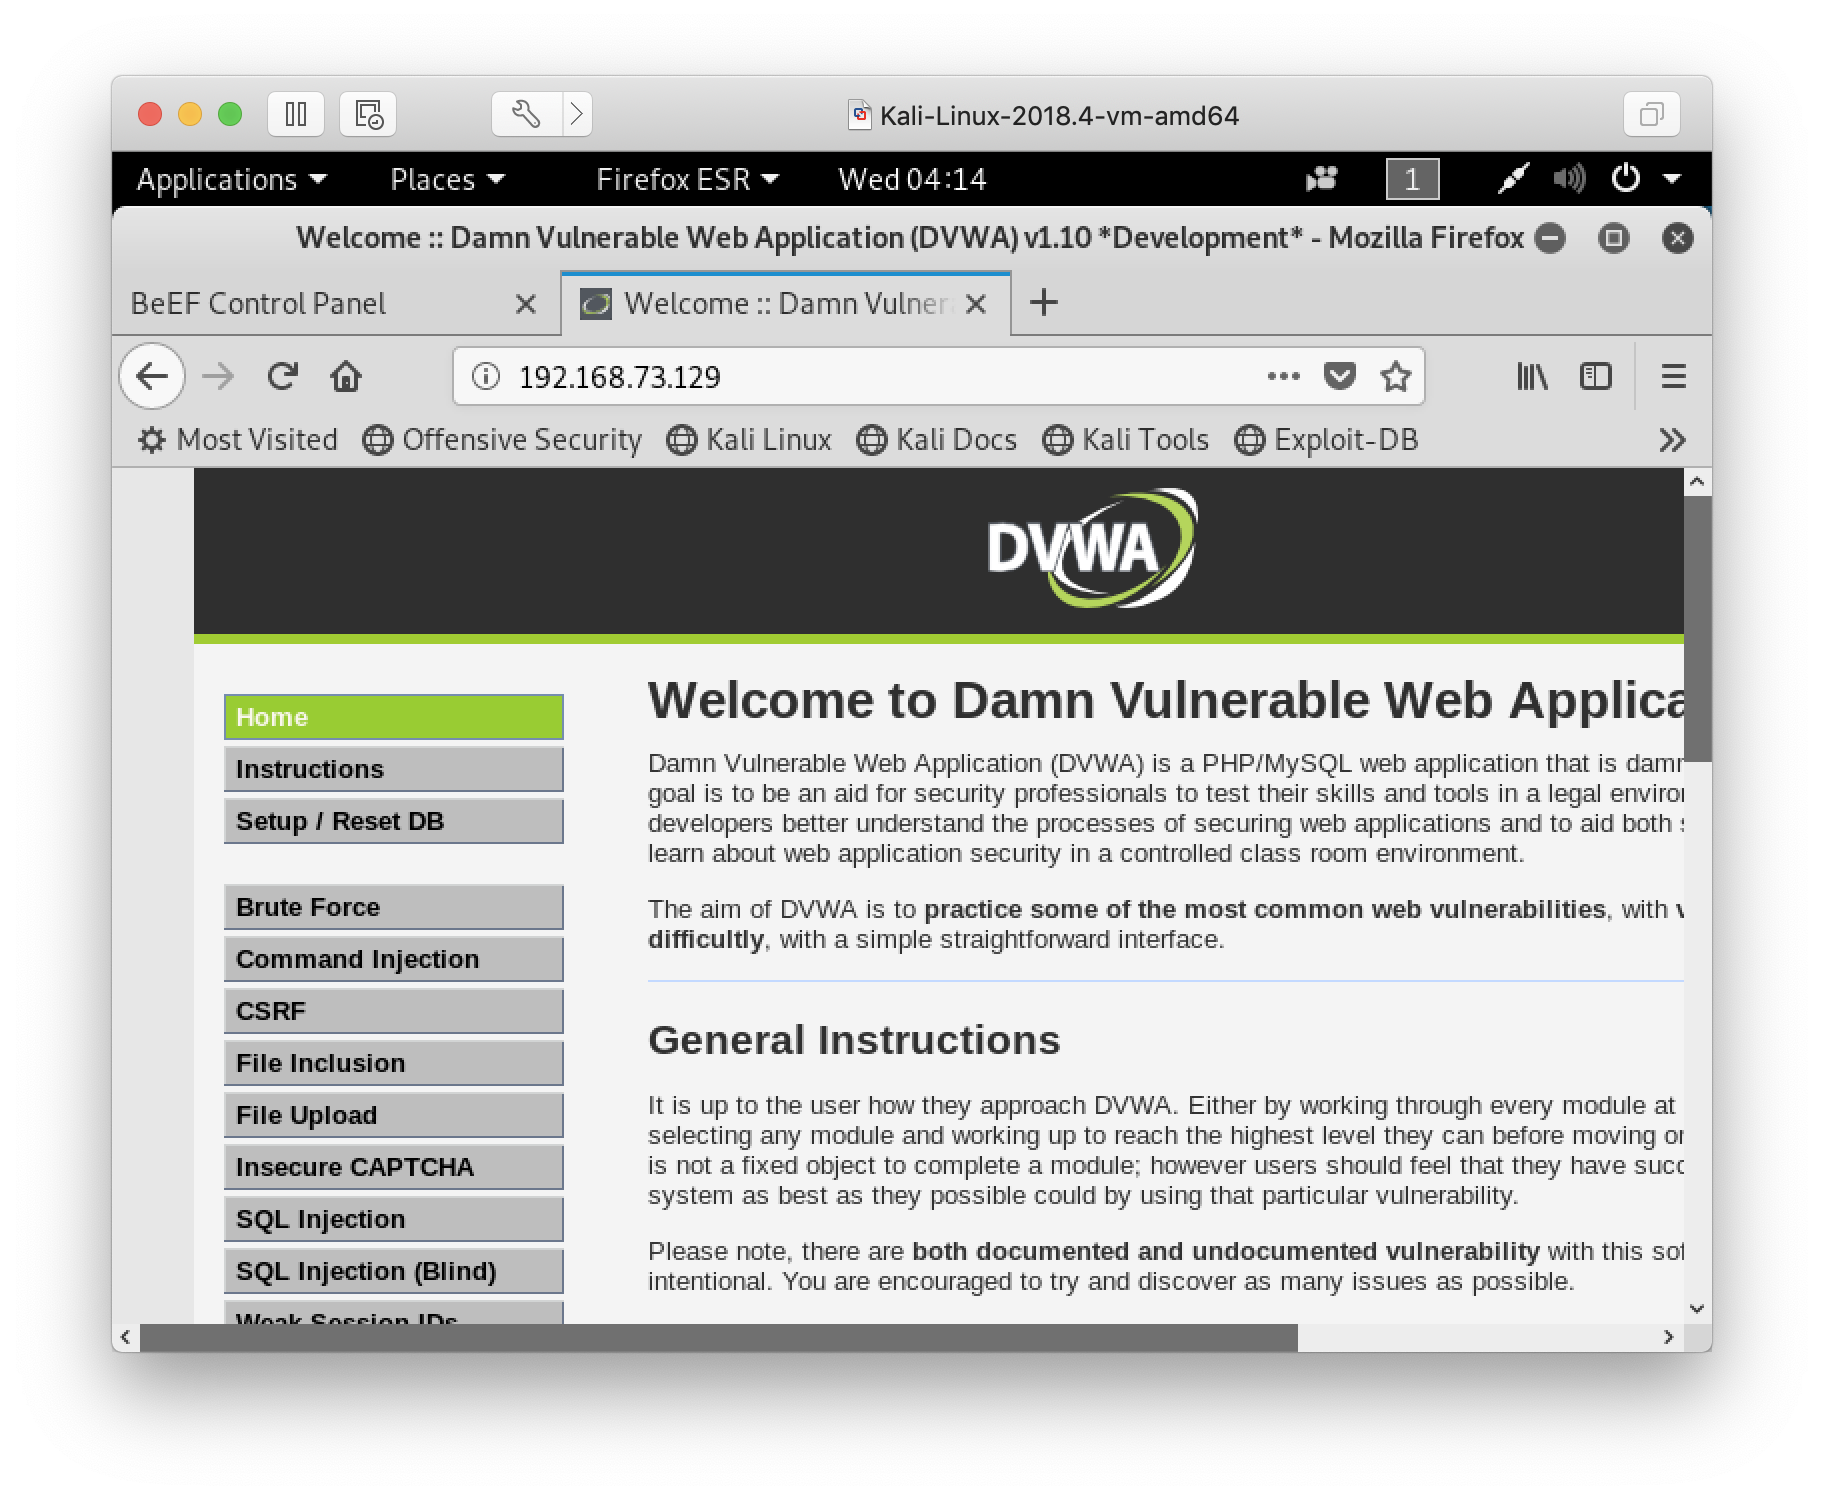 Kali-Linux-2018.4-vm-amd64
Applications Places Firefox ESR Wed 04:14 1
Welcome :: Damn Vulnerable Web Application (DVWA) v1.10 *Development* - Mozilla Firefox
BeEF Control Panel Welcome :: Damn Vulner
192.168.73.129
Most Visited Offensive Security Kali Linux Kali Docs Kali Tools Exploit-DB
DVWA
Home
Instructions
Setup / Reset DB
Brute Force
Command Injection
CSRF
File Inclusion
File Upload
Insecure CAPTCHA
SQL Injection
SQL Injection (Blind)
Weak Session IDs
Welcome to Damn Vulnerable Web Applica
Damn Vulnerable Web Application (DVWA) is a PHP/MySQL web application that is damn
goal is to be an aid for security professionals to test their skills and tools in a legal enviro
developers better understand the processes of securing web applications and to aid both
learn about web application security in a controlled class room environment.
The aim of DVWA is to practice some of the most common web vulnerabilities, with
difficultly, with a simple straightforward interface.
General Instructions
It is up to the user how they approach DVWA. Either by working through every module at
selecting any module and working up to reach the highest level they can before moving on
is not a fixed object to complete a module; however users should feel that they have succ
system as best as they possible could by using that particular vulnerability.
Please note, there are both documented and undocumented vulnerability with this sof
intentional. You are encouraged to try and discover as many issues as possible.